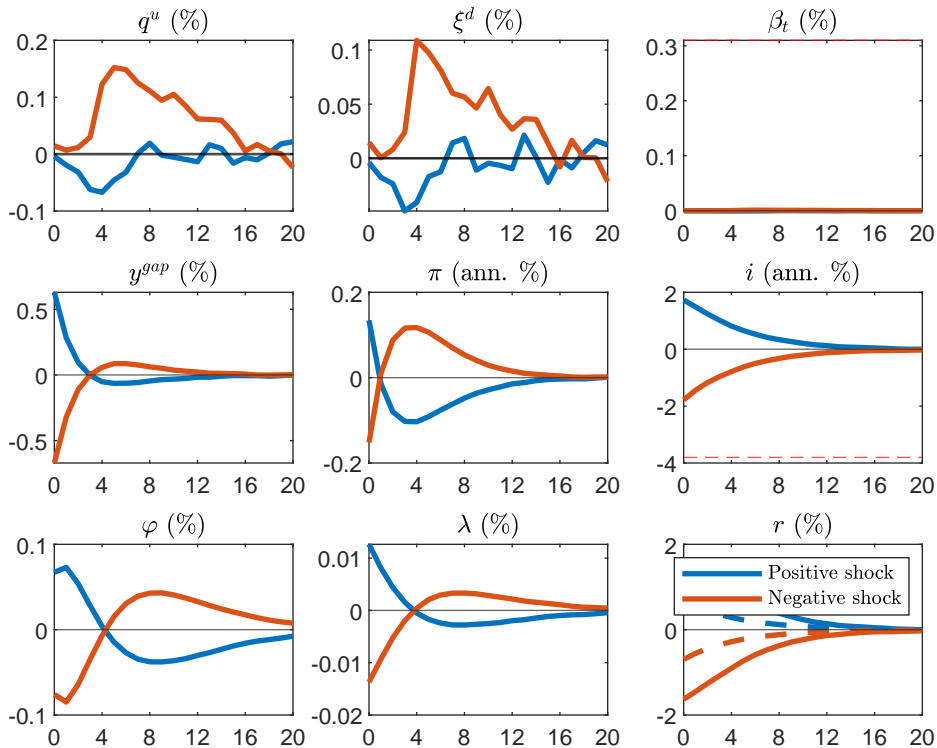 q^u (%) ξ^d (%) β_t (%)
0.2 0.1 0 -0.1
0.1 0.05 0
0.3 0.2 0.1 0
0 4 8 12 16 20 0 4 8 12 16 20 0 4 8 12 16 20
y^{gap} (%) π (ann. %) i (ann. %)
0.5 0 -0.5
0.2 0 -0.2
2 0 -2 -4
0 4 8 12 16 20 0 4 8 12 16 20 0 4 8 12 16 20
φ (%) λ (%) r (%)
0.1 0 -0.1
0.01 0 -0.01 -0.02
2 0 -2
Positive shock
Negative shock
0 4 8 12 16 20 0 4 8 12 16 20 0 4 8 12 16 20